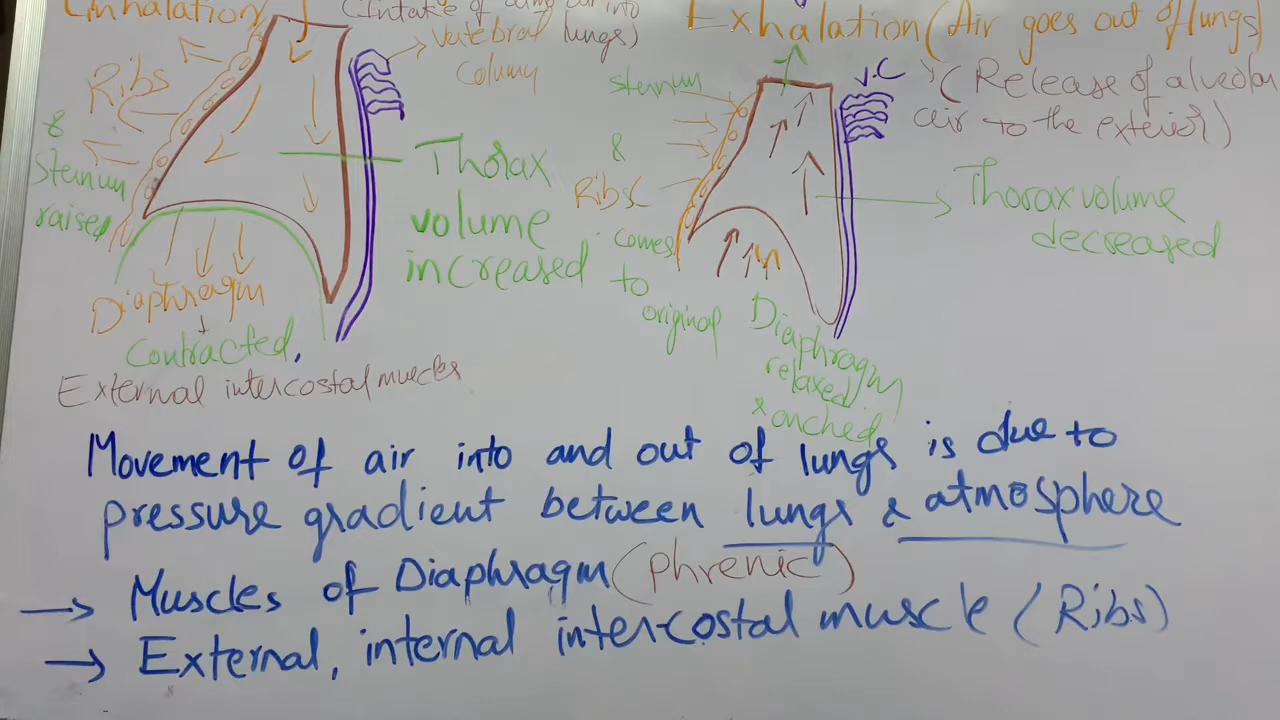 Inhalation
(Intake of air into
lungs)
Ribs
Vertebral
Columy
&
Sternum
raised
Thorax
volume
increased
Diaphragm
Contracted,
External intercostal muscles
Exhalation (Air goes out of lungs)
(Release of alveolar
air to the exterior)
V.C
sternum
&
Ribs
comes
to
original
Thorax volume
decreased
Diaphragm
relaxed
& arched
Movement of air into and out of lungs is due to
pressure gradient between lungs & atmosphere
→ Muscles of Diaphragm (phrenic)
→ External, internal intercostal muscle (Ribs)